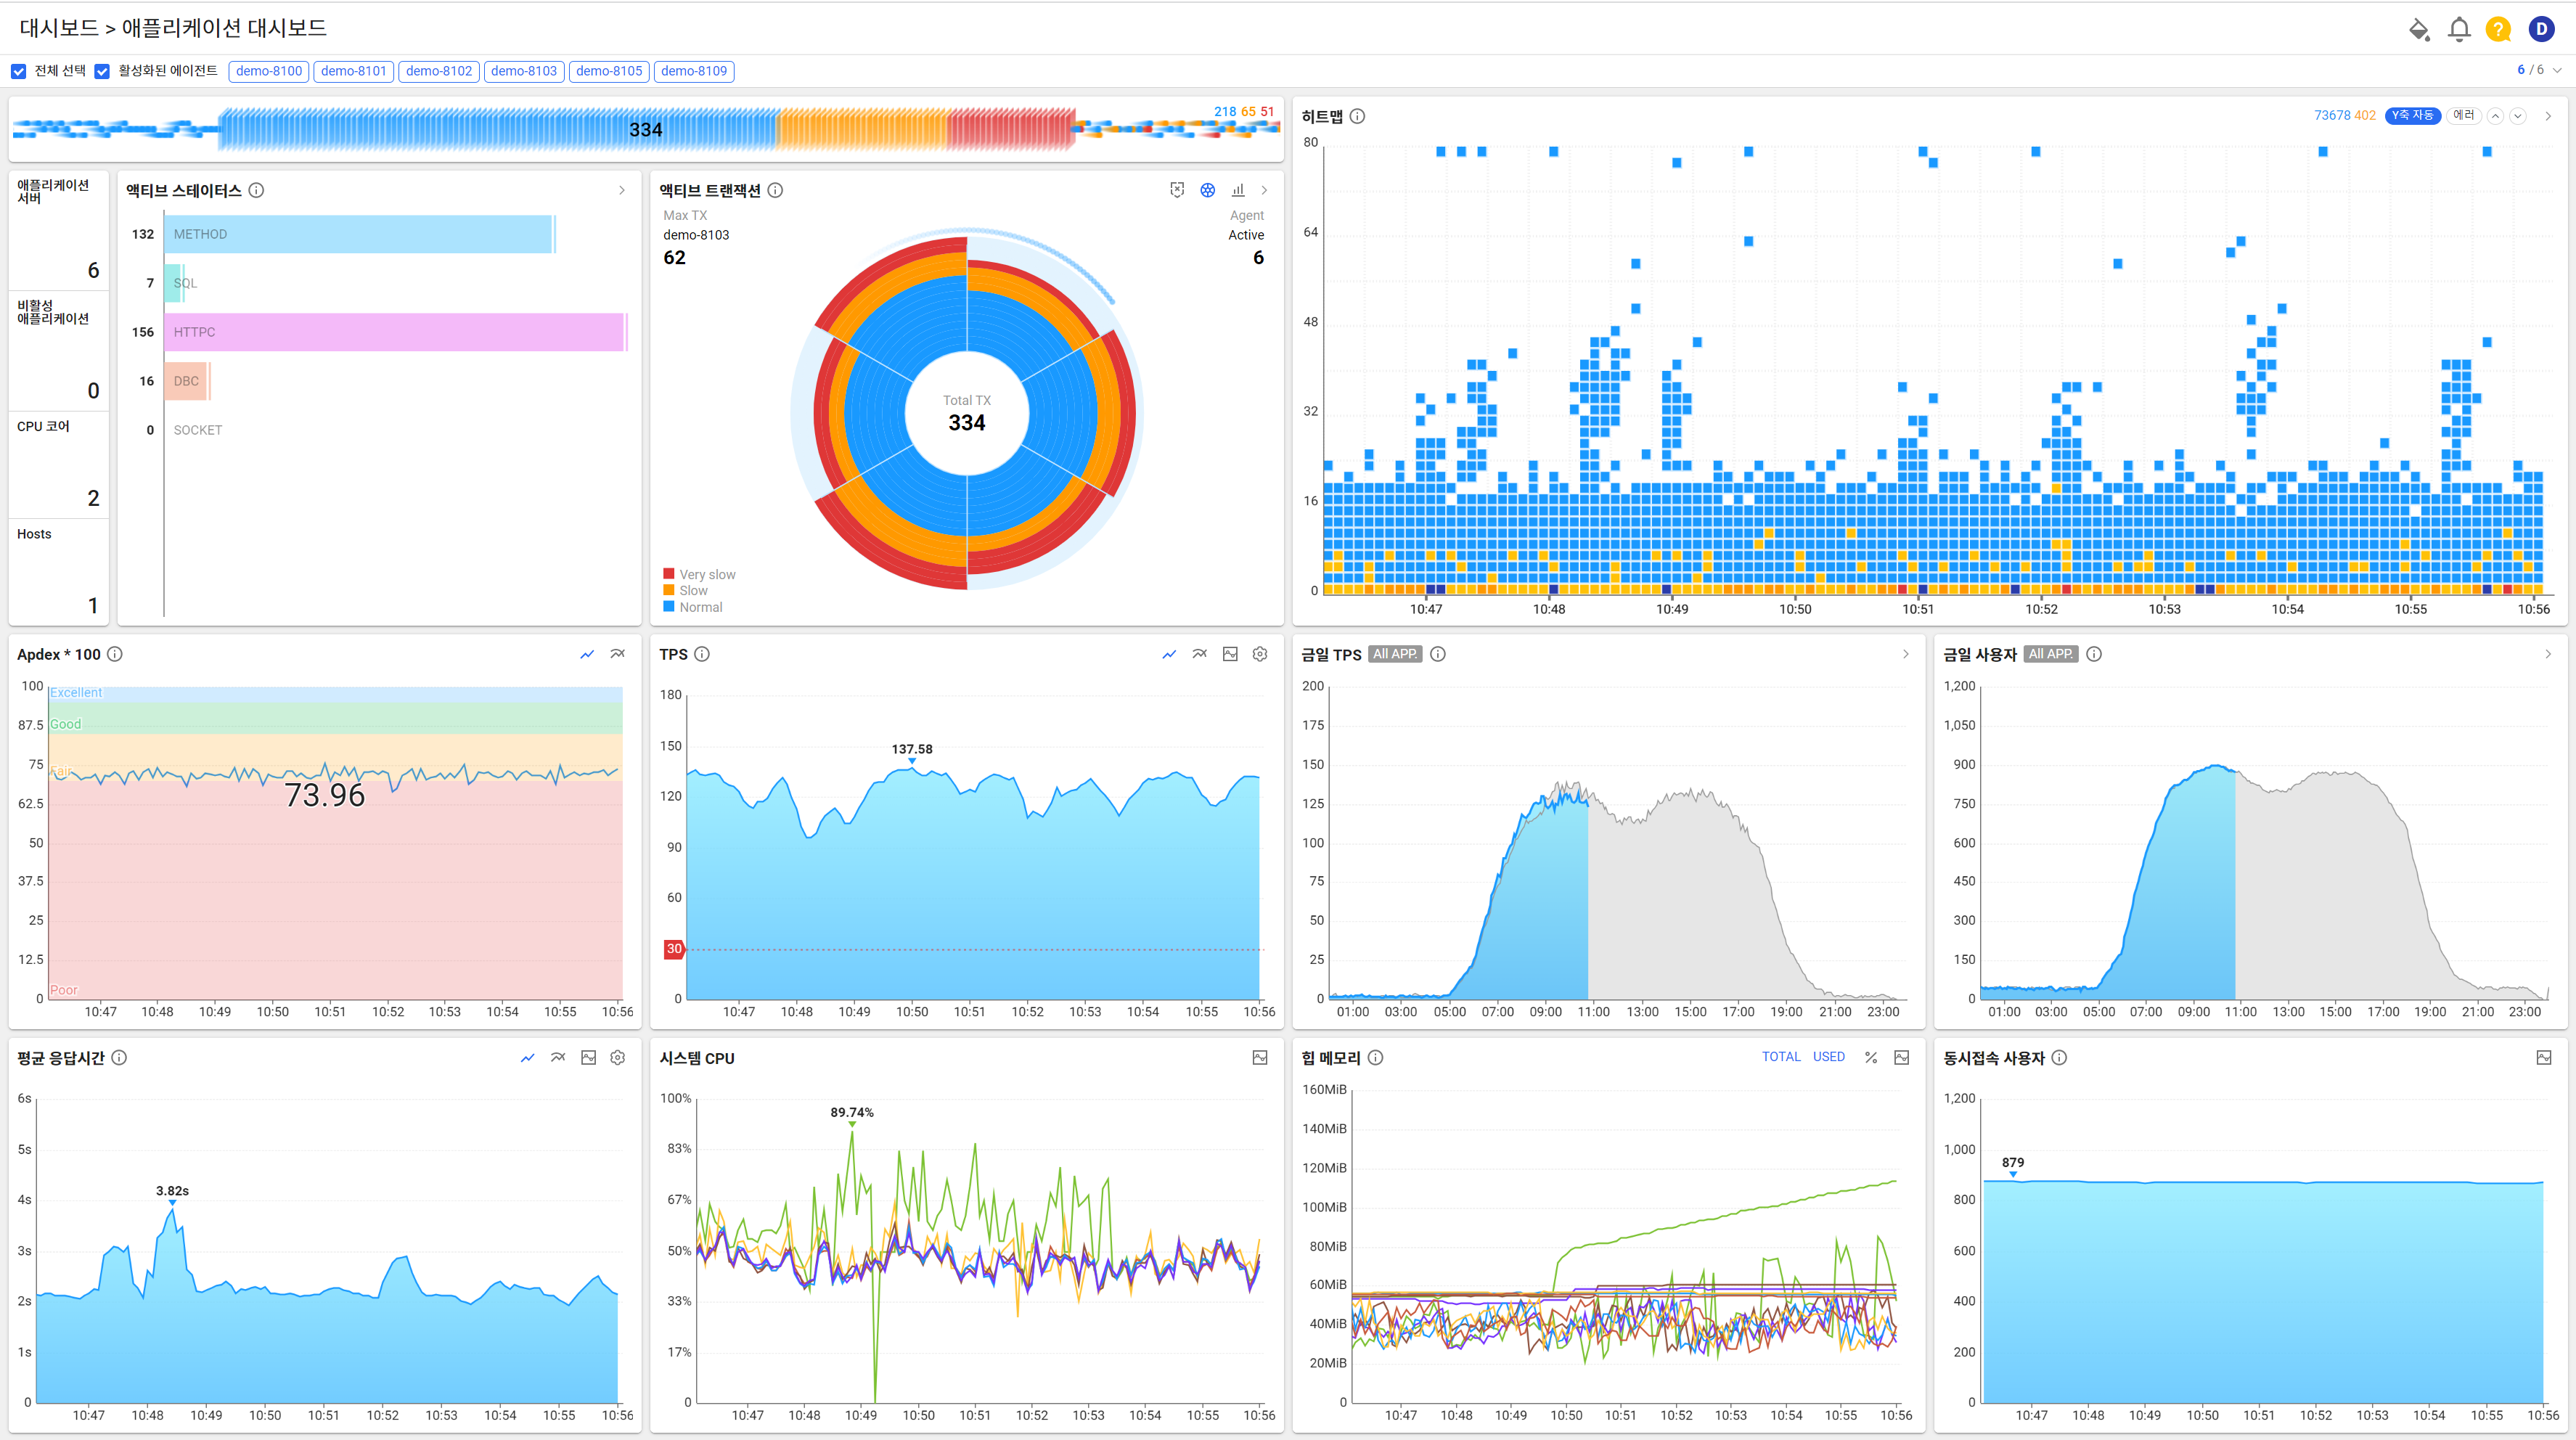 대시보드 > 애플리케이션 대시보드
D
전체 선택 활성화된 에이전트 demo-8100 demo-8101 demo-8102 demo-8103 demo-8105 demo-8109
6 / 6
334
218 65 51
애플리케이션
서버
6
비활성
애플리케이션
0
CPU 코어
2
Hosts
1
액티브 스테이터스
132 METHOD
7 SQL
156 HTTPC
16 DBC
0 SOCKET
액티브 트랜잭션
Max TX
demo-8103
62
Agent
Active
6
Total TX
334
Very slow
Slow
Normal
히트맵
73678 402 Y축 자동 에러
80
64
48
32
16
0
10:47 10:48 10:49 10:50 10:51 10:52 10:53 10:54 10:55 10:56
Apdex * 100
100
87.5
75
62.5
50
37.5
25
12.5
0
Excellent
Good
Fair
73.96
Poor
10:47 10:48 10:49 10:50 10:51 10:52 10:53 10:54 10:55 10:56
TPS
180
150
120
90
60
30
0
137.58
10:47 10:48 10:49 10:50 10:51 10:52 10:53 10:54 10:55 10:56
금일 TPS All APP.
200
175
150
125
100
75
50
25
0
01:00 03:00 05:00 07:00 09:00 11:00 13:00 15:00 17:00 19:00 21:00 23:00
금일 사용자 All APP.
1,200
1,050
900
750
600
450
300
150
0
01:00 03:00 05:00 07:00 09:00 11:00 13:00 15:00 17:00 19:00 21:00 23:00
평균 응답시간
6s
5s
4s
3s
2s
1s
0
3.82s
10:47 10:48 10:49 10:50 10:51 10:52 10:53 10:54 10:55 10:56
시스템 CPU
100%
83%
67%
50%
33%
17%
0
89.74%
10:47 10:48 10:49 10:50 10:51 10:52 10:53 10:54 10:55 10:56
힙 메모리
TOTAL USED %
160MiB
140MiB
120MiB
100MiB
80MiB
60MiB
40MiB
20MiB
0
10:47 10:48 10:49 10:50 10:51 10:52 10:53 10:54 10:55 10:56
동시접속 사용자
1,200
1,000
800
600
400
200
0
879
10:47 10:48 10:49 10:50 10:51 10:52 10:53 10:54 10:55 10:56